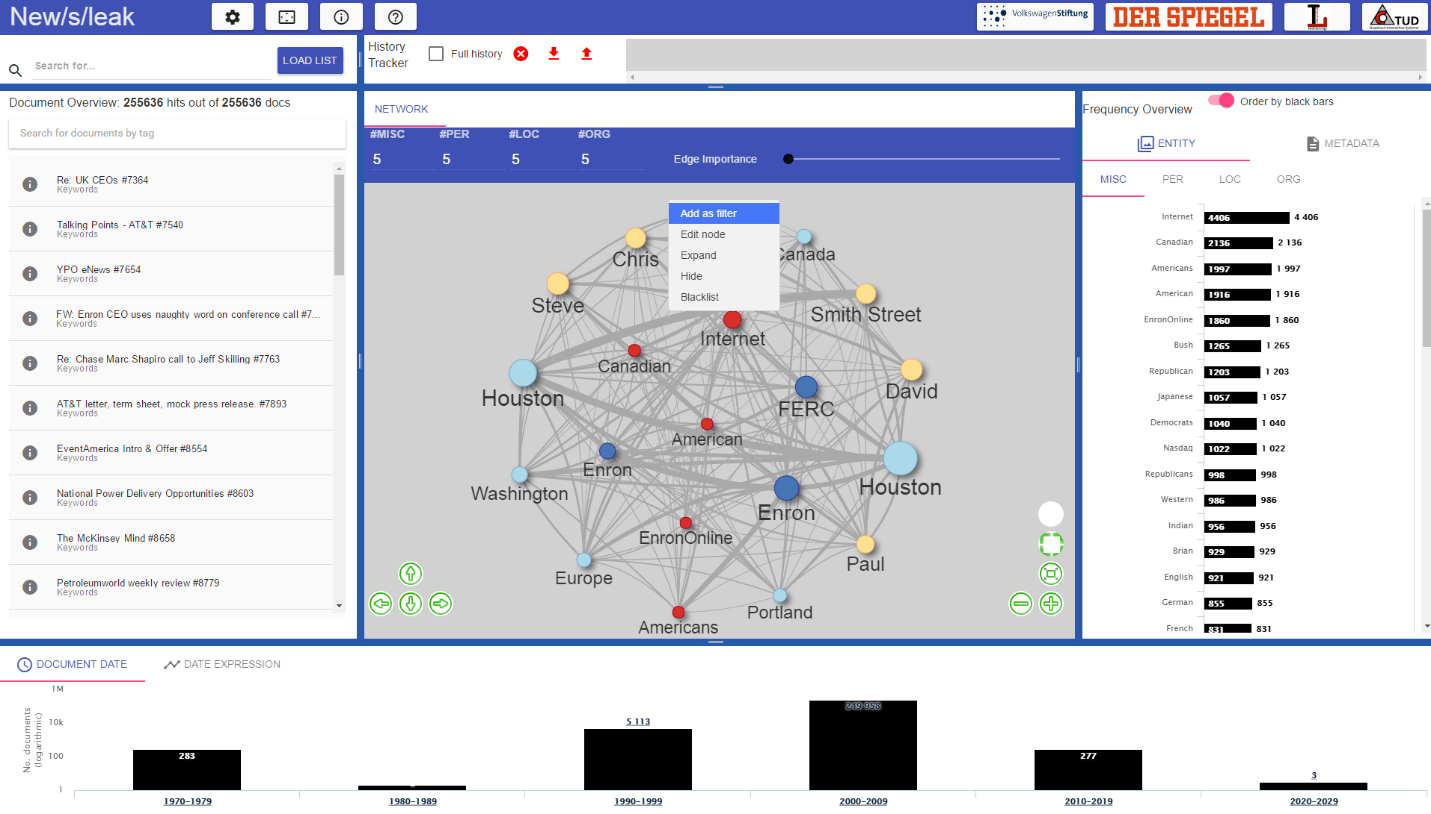 New/s/leak
VolkswagenStiftung
DER SPIEGEL
TUD
Search for...
LOAD LIST
History
Tracker
Full history
Document Overview: 255636 hits out of 255636 docs
Search for documents by tag
Re: UK CEOs #7364
Keywords
Talking Points - AT&T #7540
Keywords
YPO eNews #7654
Keywords
FW: Enron CEO uses naughty word on conference call #7...
Keywords
Re: Chase Marc Shapiro call to Jeff Skilling #7763
Keywords
AT&T letter, term sheet, mock press release. #7893
Keywords
EventAmerica Intro & Offer #8554
Keywords
National Power Delivery Opportunities #8603
Keywords
The McKinsey Mind #8658
Keywords
Petroleumworld weekly review #8779
Keywords
NETWORK
#MISC #PER #LOC #ORG
5 5 5 5 Edge Importance
Add as filter
Edit node
Expand
Hide
Blacklist
Chris
Canada
Steve
Smith Street
Internet
Canadian
Houston
David
FERC
American
Enron
Houston
Washington
Enron
EnronOnline
Paul
Europe
Portland
Americans
Frequency Overview
Order by black bars
ENTITY METADATA
MISC PER LOC ORG
Internet 4406 4 406
Canadian 2136 2 136
Americans 1997 1 997
American 1916 1 916
EnronOnline 1860 1 860
Bush 1265 1 265
Republican 1203 1 203
Japanese 1057 1 057
Democrats 1040 1 040
Nasdaq 1022 1 022
Republicans 998 998
Western 986 986
Indian 956 956
Brian 929 929
English 921 921
German 855 855
French 831 831
DOCUMENT DATE DATE EXPRESSION
No. documents
(logarithmic)
1M
10k
100
1
283
5 113
249 958
277
3
1970–1979 1980–1989 1990–1999 2000–2009 2010–2019 2020–2029